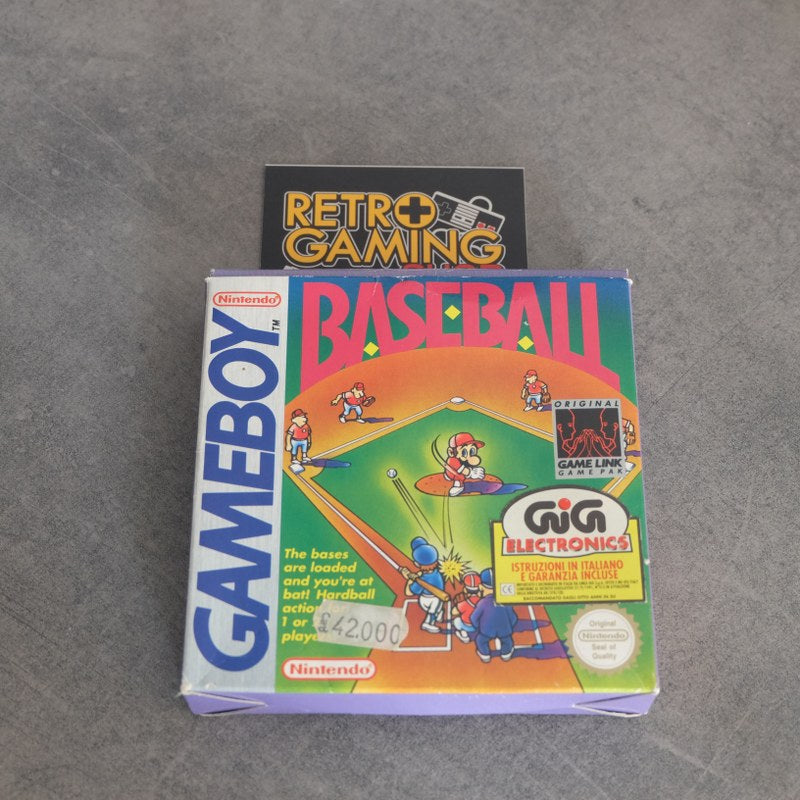 RETRO
GAMING
Nintendo
GAMEBOY
TM
BASEBALL
ORIGINAL
GAME LINK
GAME PAK
GiG
ELECTRONICS
ISTRUZIONI IN ITALIANO
E GARANZIA INCLUSE
CE
The bases
are loaded
and you're at
bat! Hardball
action
1 or
£42.000
Nintendo
Original
Nintendo
Seal of
Quality